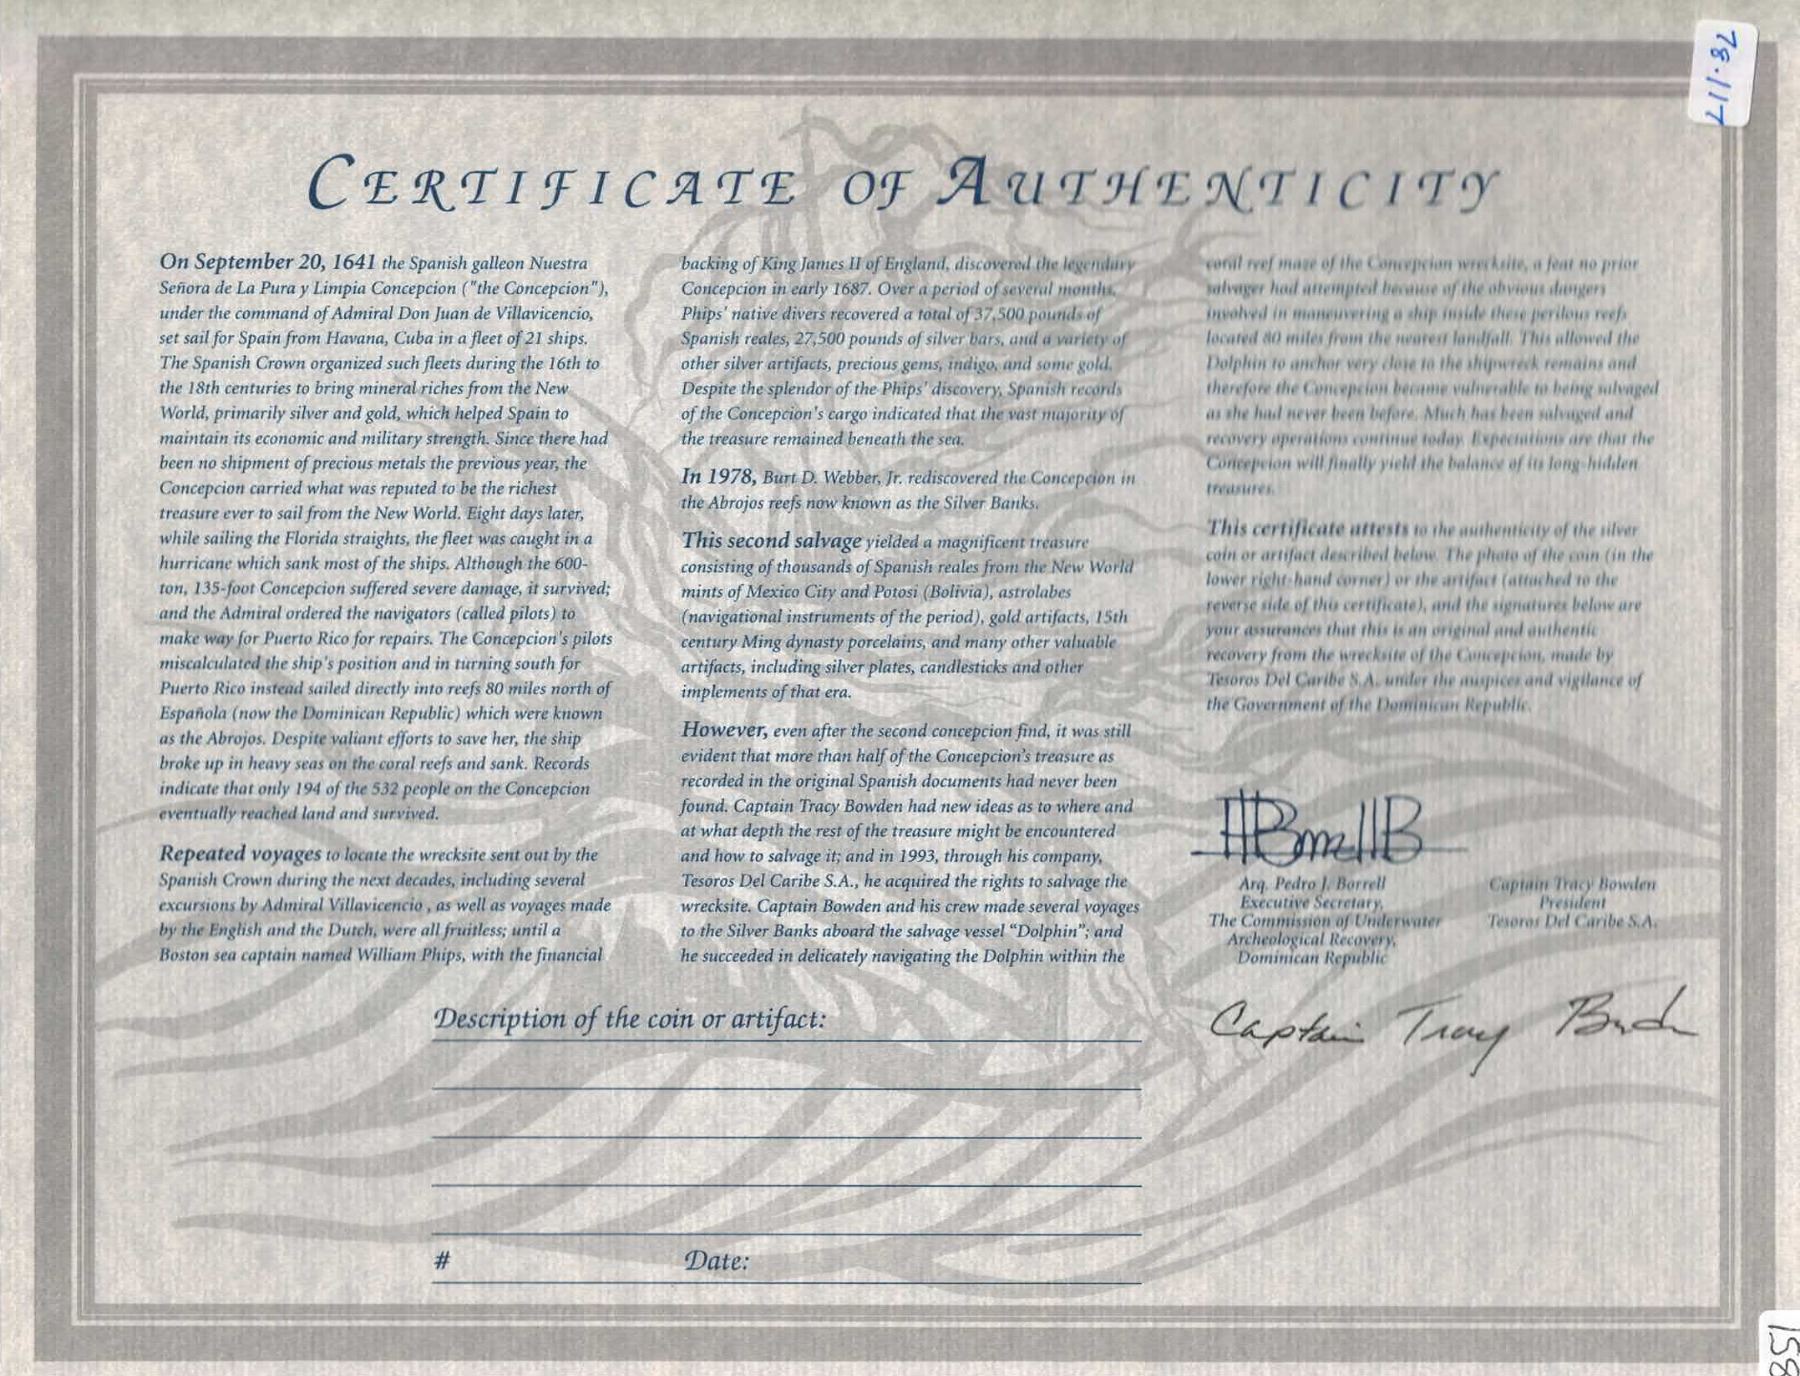 78.117
CERTIFICATE OF AUTHENTICITY
On September 20, 1641 the Spanish galleon Nuestra
Señora de La Pura y Limpia Concepcion ("the Concepcion"),
under the command of Admiral Don Juan de Villavicencio,
set sail for Spain from Havana, Cuba in a fleet of 21 ships.
The Spanish Crown organized such fleets during the 16th to
the 18th centuries to bring mineral riches from the New
World, primarily silver and gold, which helped Spain to
maintain its economic and military strength. Since there had
been no shipment of precious metals the previous year, the
Concepcion carried what was reputed to be the richest
treasure ever to sail from the New World. Eight days later,
while sailing the Florida straights, the fleet was caught in a
hurricane which sank most of the ships. Although the 600-
ton, 135-foot Concepcion suffered severe damage, it survived;
and the Admiral ordered the navigators (called pilots) to
make way for Puerto Rico for repairs. The Concepcion's pilots
miscalculated the ship's position and in turning south for
Puerto Rico instead sailed directly into reefs 80 miles north of
Española (now the Dominican Republic) which were known
as the Abrojos. Despite valiant efforts to save her, the ship
broke up in heavy seas on the coral reefs and sank. Records
indicate that only 194 of the 532 people on the Concepcion
eventually reached land and survived.
Repeated voyages to locate the wrecksite sent out by the
Spanish Crown during the next decades, including several
excursions by Admiral Villavicencio , as well as voyages made
by the English and the Dutch, were all fruitless; until a
Boston sea captain named William Phips, with the financial
backing of King James II of England, discovered the legendary
Concepcion in early 1687. Over a period of several months,
Phips' native divers recovered a total of 37,500 pounds of
Spanish reales, 27,500 pounds of silver bars, and a variety of
other silver artifacts, precious gems, indigo, and some gold.
Despite the splendor of the Phips' discovery, Spanish records
of the Concepcion's cargo indicated that the vast majority of
the treasure remained beneath the sea.
In 1978, Burt D. Webber, Jr. rediscovered the Concepcion in
the Abrojos reefs now known as the Silver Banks.
This second salvage yielded a magnificent treasure
consisting of thousands of Spanish reales from the New World
mints of Mexico City and Potosi (Bolivia), astrolabes
(navigational instruments of the period), gold artifacts, 15th
century Ming dynasty porcelains, and many other valuable
artifacts, including silver plates, candlesticks and other
implements of that era.
However, even after the second concepcion find, it was still
evident that more than half of the Concepcion's treasure as
recorded in the original Spanish documents had never been
found. Captain Tracy Bowden had new ideas as to where and
at what depth the rest of the treasure might be encountered
and how to salvage it; and in 1993, through his company,
Tesoros Del Caribe S.A., he acquired the rights to salvage the
wrecksite. Captain Bowden and his crew made several voyages
to the Silver Banks aboard the salvage vessel “Dolphin”; and
he succeeded in delicately navigating the Dolphin within the
coral reef maze of the Concepcion wrecksite, a feat no prior
salvager had attempted because of the obvious dangers
involved in maneuvering a ship inside these perilous reefs
located 80 miles from the nearest landfall. This allowed the
Dolphin to anchor very close to the shipwreck remains and
therefore the Concepcion became vulnerable to being salvaged
as she had never been before. Much has been salvaged and
recovery operations continue today. Expectations are that the
Concepcion will finally yield the balance of its long-hidden
treasures.
This certificate attests to the authenticity of the silver
coin or artifact described below. The photo of the coin (in the
lower right-hand corner) or the artifact (attached to the
reverse side of this certificate), and the signatures below are
your assurances that this is an original and authentic
recovery from the wrecksite of the Concepcion, made by
Tesoros Del Caribe S.A. under the auspices and vigilance of
the Government of the Dominican Republic.
Arq. Pedro J. Borrell
Executive Secretary,
The Commission of Underwater
Archeological Recovery,
Dominican Republic
Captain Tracy Bowden
President
Tesoros Del Caribe S.A.
Captain Tracy Bowden
Description of the coin or artifact:
# Date: